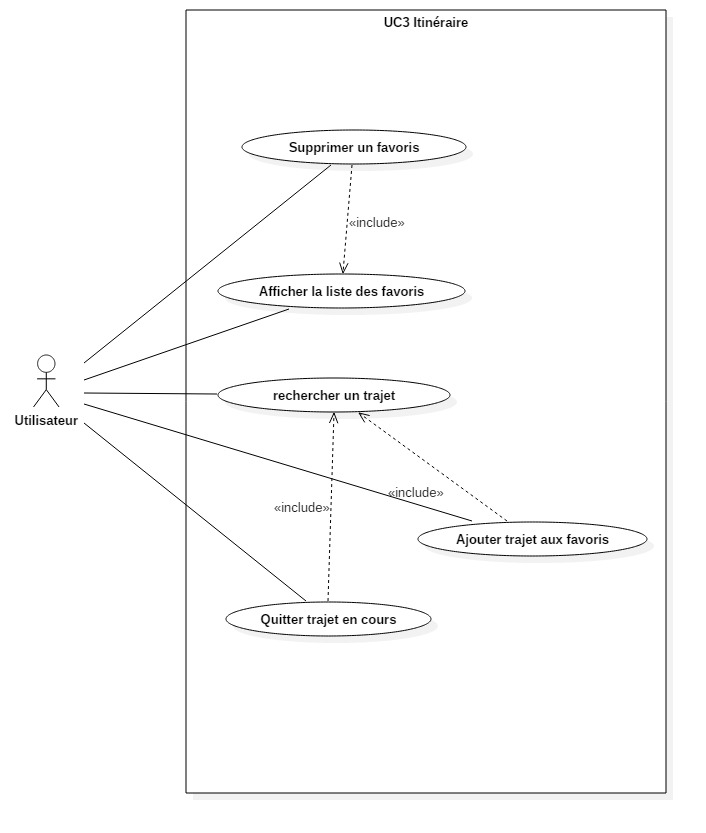 UC3 Itinéraire
Supprimer un favoris
«include»
Afficher la liste des favoris
rechercher un trajet
Utilisateur
«include»
«include»
Ajouter trajet aux favoris
Quitter trajet en cours